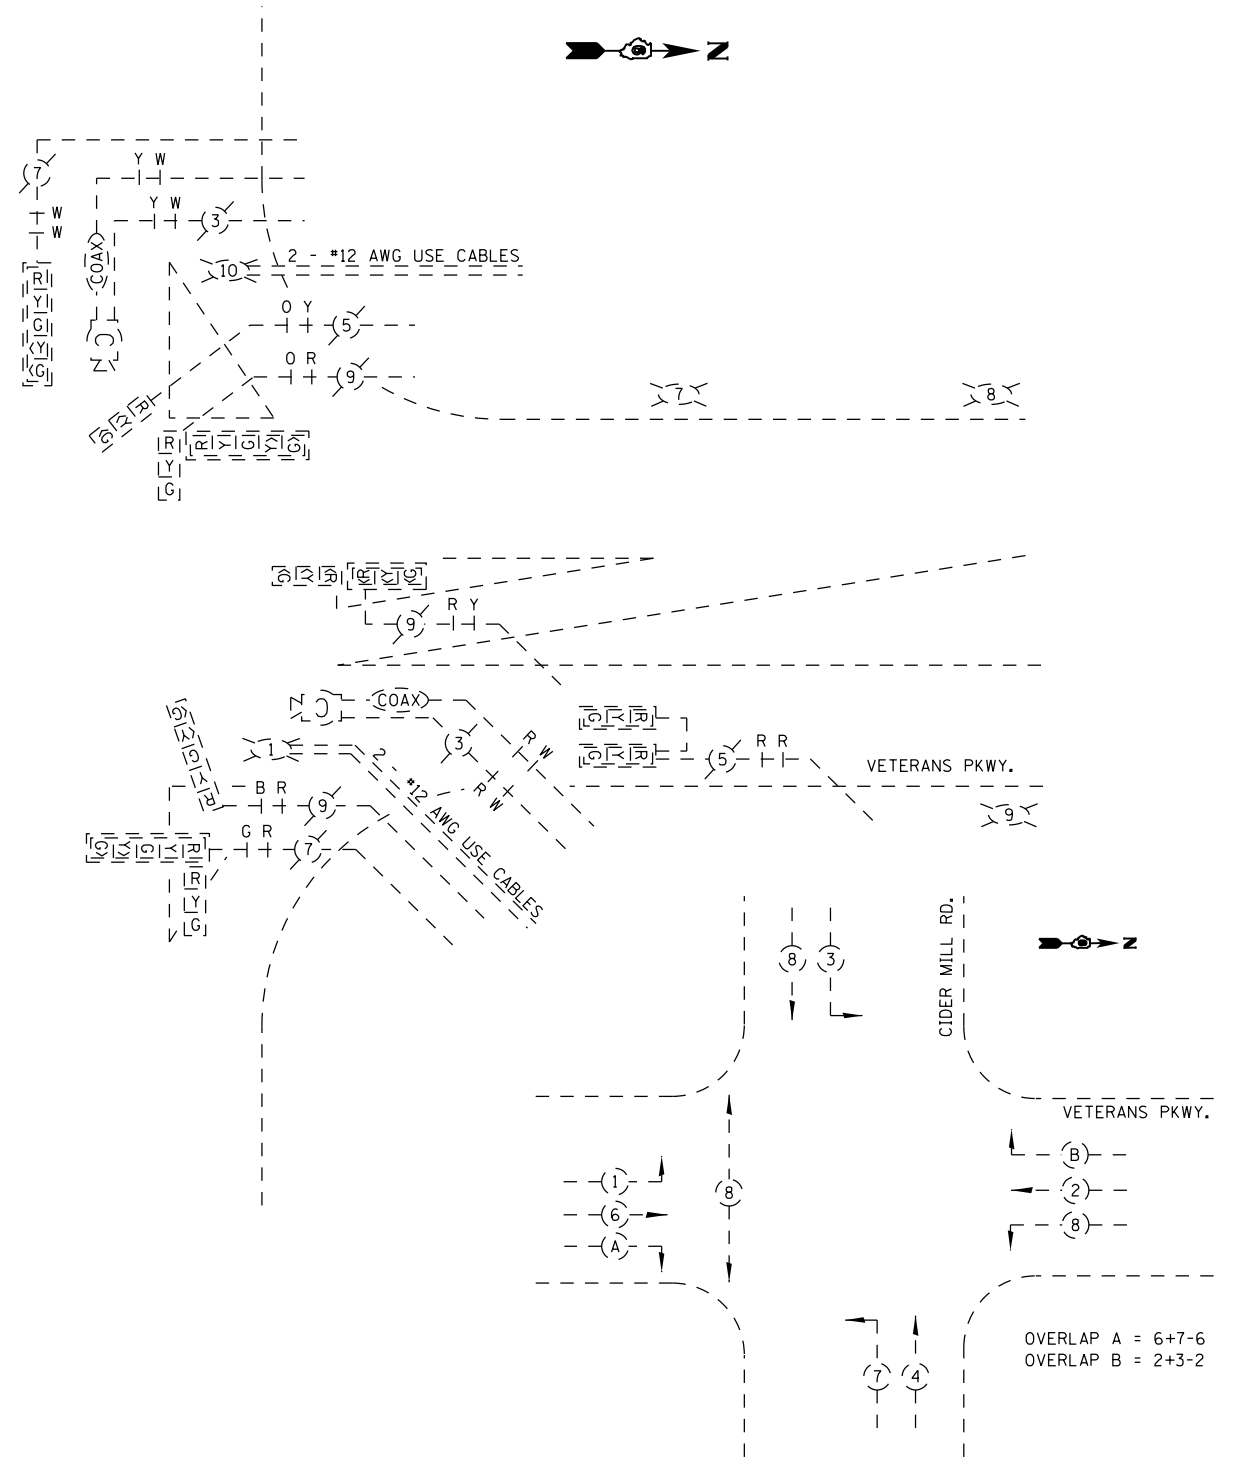 N
Y W
7
W
W
Y W
3
COAX
2 - #12 AWG USE CABLES
10
R
Y
G
Y
G
C
N
O Y
5
O R
9
7
8
R Y G
R
Y
G
R Y G Y G
G Y R
R Y G
R Y
9
N C
COAX
3
R W
R W
1
2 - #12 AWG USE CABLES
G Y R
G Y R
5
R R
VETERANS PKWY.
9
G Y G Y R
B R
9
G R
7
G Y G Y R
R
Y
G
8
3
CIDER MILL RD.
N
VETERANS PKWY.
B
1
8
2
6
8
A
OVERLAP A = 6+7-6
OVERLAP B = 2+3-2
7
4